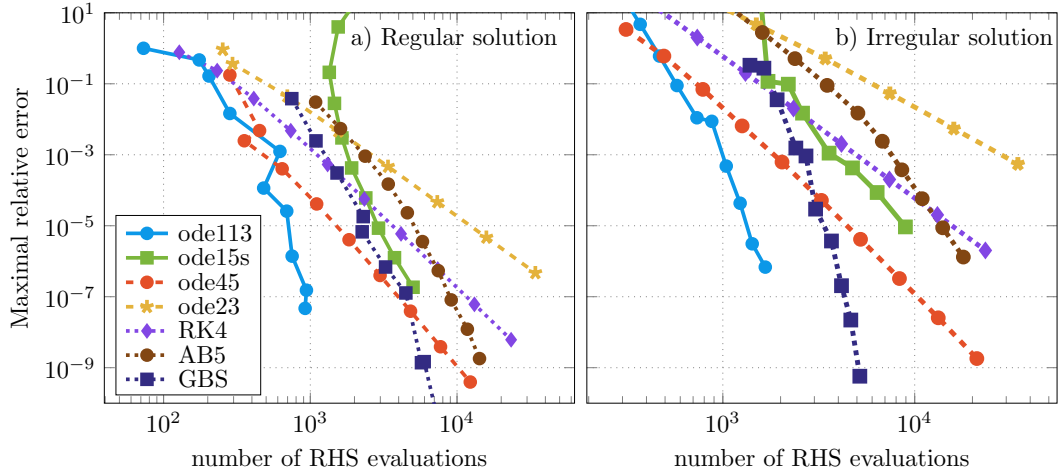 Maximal relative error
10^1
10^−1
10^−3
10^−5
10^−7
10^−9
a) Regular solution
b) Irregular solution
ode113
ode15s
ode45
ode23
RK4
AB5
GBS
10^2
10^3
10^4
10^3
10^4
number of RHS evaluations
number of RHS evaluations